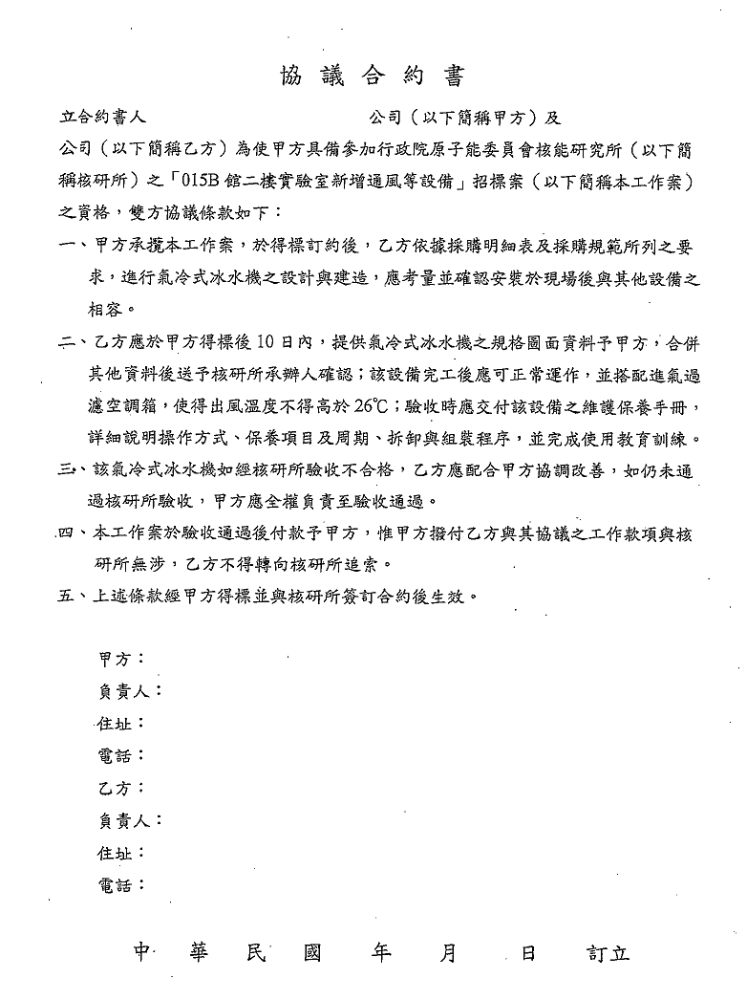 協議合約書
立合約書人 公司(以下簡稱甲方)及
公司(以下簡稱乙方)為使甲方具備參加行政院原子能委員會核能研究所(以下簡
稱核研所)之「015B館二樓實驗室新增通風等設備」招標案(以下簡稱本工作案)
之資格,雙方協議條款如下:
一、甲方承攬本工作案,於得標訂約後,乙方依據採購明細表及採購規範所列之要
求,進行氣冷式冰水機之設計與建造,應考量並確認安裝於現場後與其他設備之
相容。
二、乙方應於甲方得標後10日內,提供氣冷式冰水機之規格圖面資料予甲方,合併
其他資料後送予核研所承辦人確認;該設備完工後應可正常運作,並搭配進氣過
濾空調箱,使得出風溫度不得高於26℃;驗收時應交付該設備之維護保養手冊,
詳細說明操作方式、保養項目及周期、拆卸與組裝程序,並完成使用教育訓練。
三、該氣冷式冰水機如經核研所驗收不合格,乙方應配合甲方協調改善,如仍未通
過核研所驗收,甲方應全權負責至驗收通過。
四、本工作案於驗收通過後付款予甲方,惟甲方撥付乙方與其協議之工作款項與核
研所無涉,乙方不得轉向核研所追索。
五、上述條款經甲方得標並與核研所簽訂合約後生效。
甲方:
負責人:
住址:
電話:
乙方:
負責人:
住址:
電話:
中華民國 年 月 日 訂立